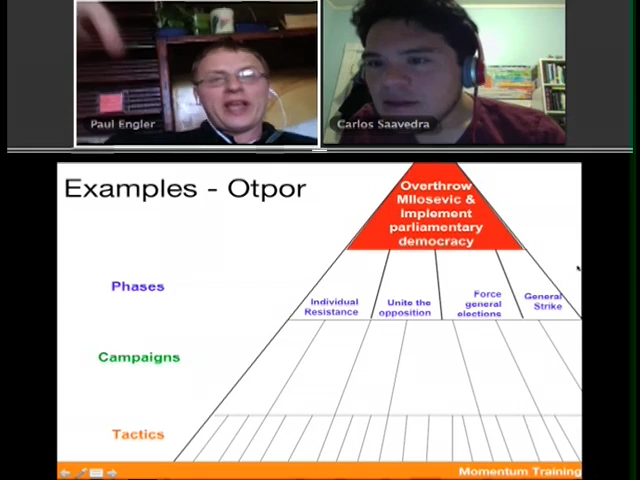 Paul Engler
Carlos Saavedra
Examples - Otpor
Overthrow
MIlosevic &
Implement
parliamentary
democracy
Phases
Individual
Resistance
Unite the
opposition
Force
general
elections
General
Strike
Campaigns
Tactics
Momentum Training